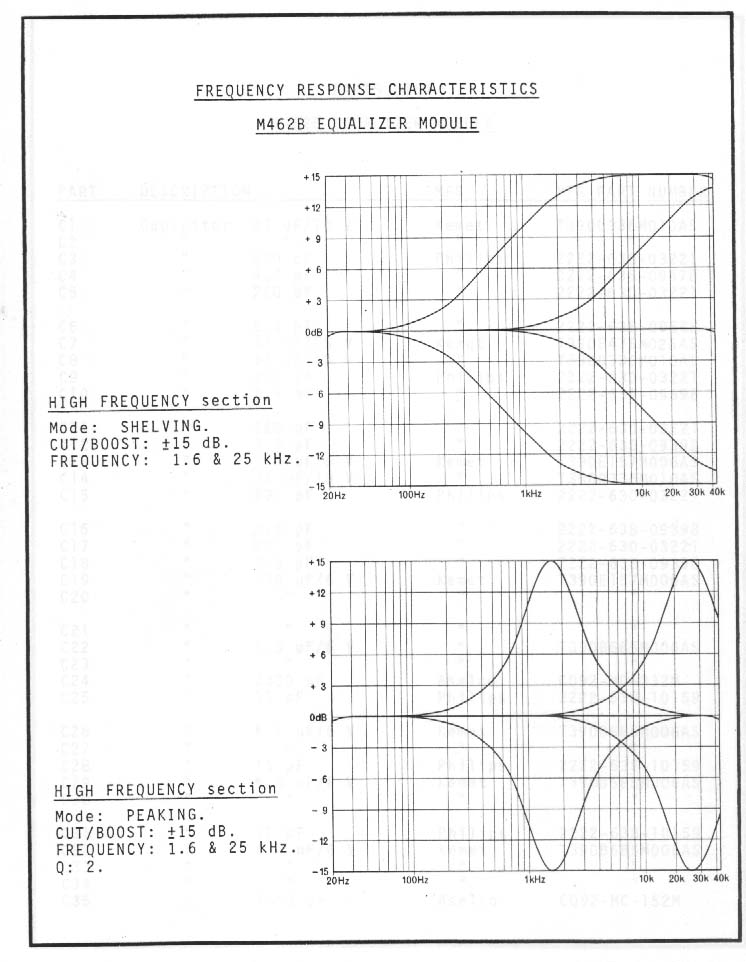 FREQUENCY RESPONSE CHARACTERISTICS
M462B EQUALIZER MODULE
+15
+12
+ 9
+ 6
+ 3
0dB
- 3
- 6
- 9
-12
-15
20Hz 100Hz 1kHz 10k 20k 30k 40k
HIGH FREQUENCY section
Mode: SHELVING.
CUT/BOOST: ±15 dB.
FREQUENCY: 1.6 & 25 kHz.
+15
+12
+ 9
+ 6
+ 3
0dB
- 3
- 6
- 9
-12
-15
20Hz 100Hz 1kHz 10k 20k 30k 40k
HIGH FREQUENCY section
Mode: PEAKING.
CUT/BOOST: ±15 dB.
FREQUENCY: 1.6 & 25 kHz.
Q: 2.